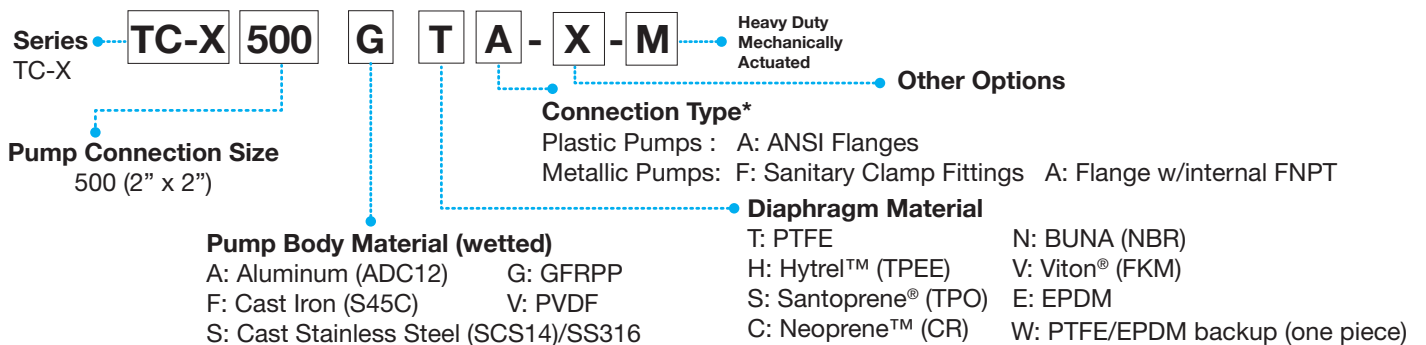 Series TC-X 500 G T A - X - M Heavy Duty
Mechanically
Actuated
TC-X
Other Options
Connection Type*
Plastic Pumps : A: ANSI Flanges
Metallic Pumps: F: Sanitary Clamp Fittings A: Flange w/internal FNPT
Pump Connection Size
500 (2” x 2”)
Diaphragm Material
T: PTFE N: BUNA (NBR)
H: Hytrel™ (TPEE) V: Viton® (FKM)
S: Santoprene® (TPO) E: EPDM
C: Neoprene™ (CR) W: PTFE/EPDM backup (one piece)
Pump Body Material (wetted)
A: Aluminum (ADC12) G: GFRPP
F: Cast Iron (S45C) V: PVDF
S: Cast Stainless Steel (SCS14)/SS316